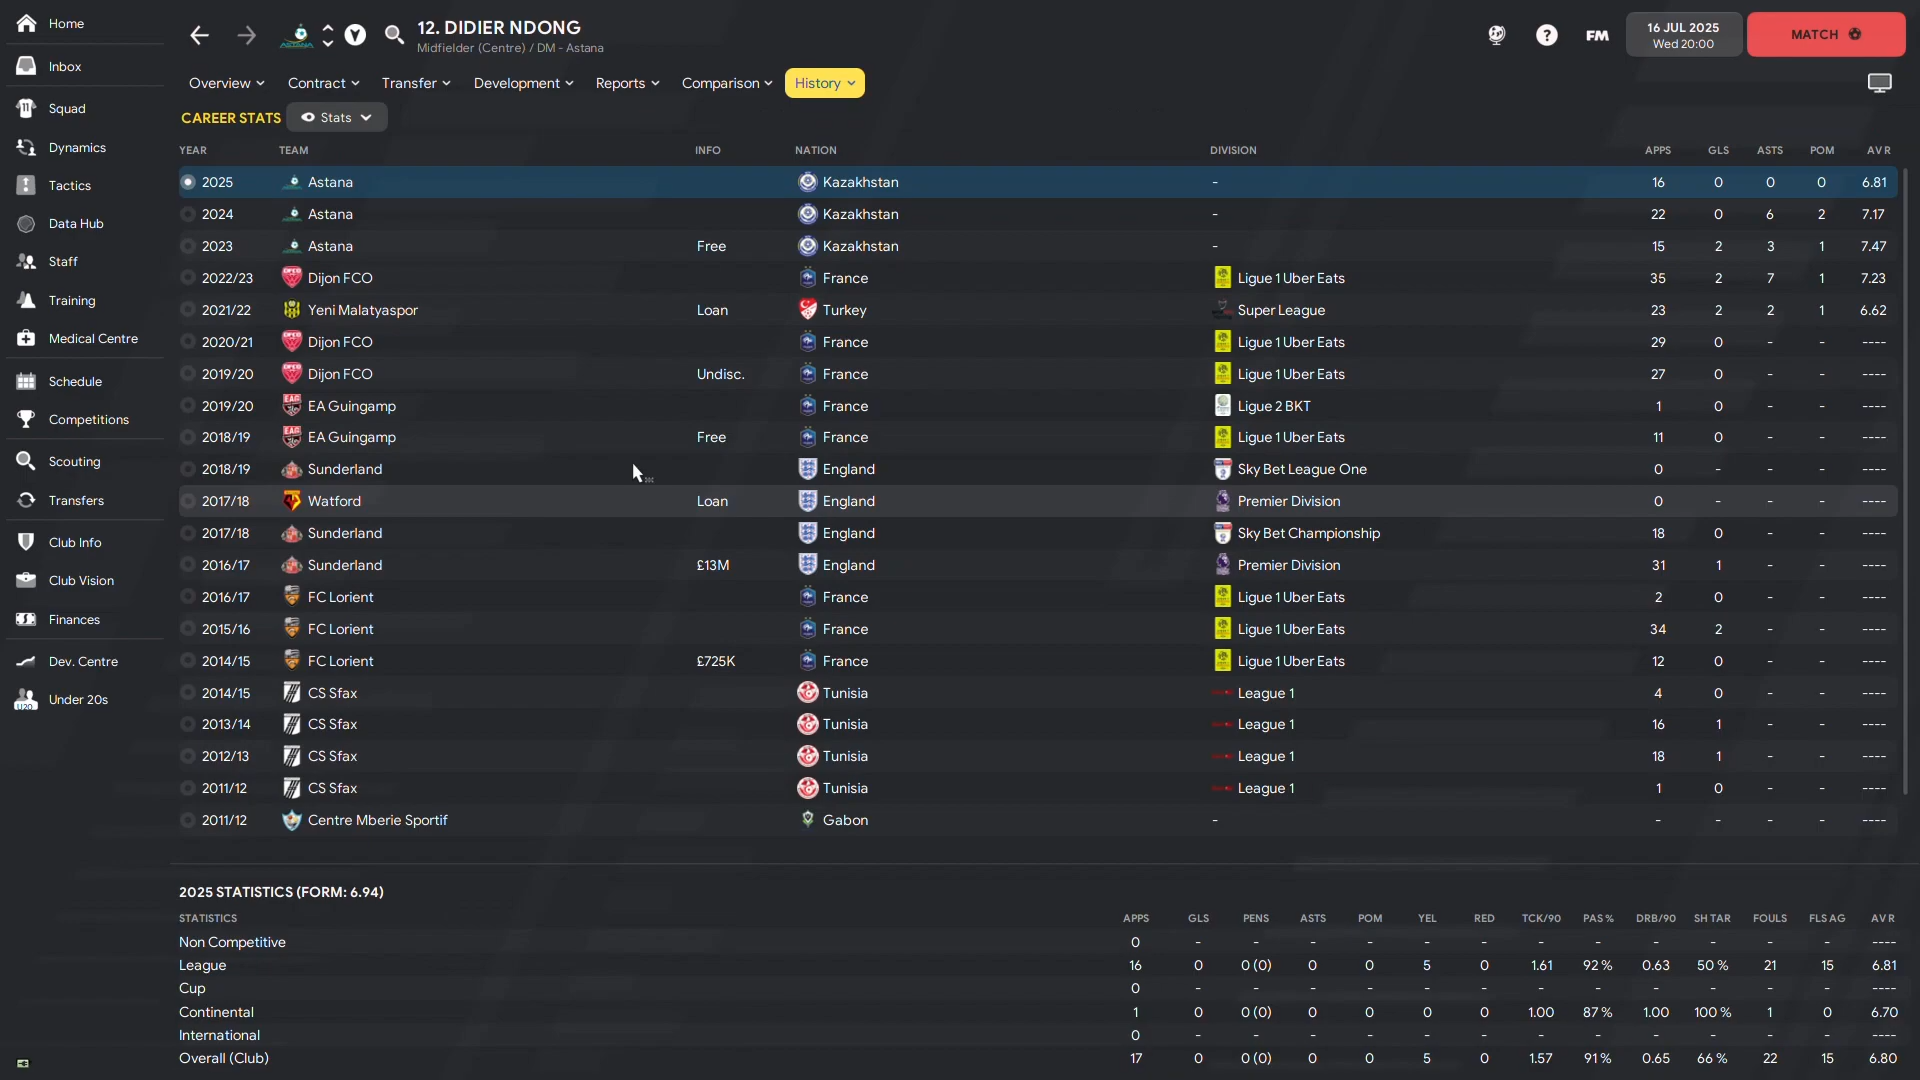 Home
Inbox
Squad
Dynamics
Tactics
Data Hub
Staff
Training
Medical Centre
Schedule
Competitions
Scouting
Transfers
Club Info
Club Vision
Finances
Dev. Centre
U20 Under 20s
12. DIDIER NDONG
Midfielder (Centre) / DM - Astana
FM
16 JUL 2025
Wed 20:00
MATCH
Overview Contract Transfer Development Reports Comparison History
CAREER STATS Stats
YEAR TEAM INFO NATION DIVISION APPS GLS ASTS POM AV R
2025 Astana Kazakhstan - 16 0 0 0 6.81
2024 Astana Kazakhstan - 22 0 6 2 7.17
2023 Astana Free Kazakhstan - 15 2 3 1 7.47
2022/23 Dijon FCO France Ligue 1 Uber Eats 35 2 7 1 7.23
2021/22 Yeni Malatyaspor Loan Turkey Super League 23 2 2 1 6.62
2020/21 Dijon FCO France Ligue 1 Uber Eats 29 0 - - ----
2019/20 Dijon FCO Undisc. France Ligue 1 Uber Eats 27 0 - - ----
2019/20 EA Guingamp France Ligue 2 BKT 1 0 - - ----
2018/19 EA Guingamp Free France Ligue 1 Uber Eats 11 0 - - ----
2018/19 Sunderland England Sky Bet League One 0 - - - ----
2017/18 Watford Loan England Premier Division 0 - - - ----
2017/18 Sunderland England Sky Bet Championship 18 0 - - ----
2016/17 Sunderland £13M England Premier Division 31 1 - - ----
2016/17 FC Lorient France Ligue 1 Uber Eats 2 0 - - ----
2015/16 FC Lorient France Ligue 1 Uber Eats 34 2 - - ----
2014/15 FC Lorient £725K France Ligue 1 Uber Eats 12 0 - - ----
2014/15 CS Sfax Tunisia League 1 4 0 - - ----
2013/14 CS Sfax Tunisia League 1 16 1 - - ----
2012/13 CS Sfax Tunisia League 1 18 1 - - ----
2011/12 CS Sfax Tunisia League 1 1 0 - - ----
2011/12 Centre Mberie Sportif Gabon - - - - - ----
2025 STATISTICS (FORM: 6.94)
STATISTICS APPS GLS PENS ASTS POM YEL RED TCK/90 PAS % DRB/90 SH TAR FOULS FLS AG AV R
Non Competitive 0 - - - - - - - - - - - - ----
League 16 0 0 (0) 0 0 5 0 1.61 92 % 0.63 50 % 21 15 6.81
Cup 0 - - - - - - - - - - - - ----
Continental 1 0 0 (0) 0 0 0 0 1.00 87 % 1.00 100 % 1 0 6.70
International 0 - - - - - - - - - - - - ----
Overall (Club) 17 0 0 (0) 0 0 5 0 1.57 91 % 0.65 66 % 22 15 6.80